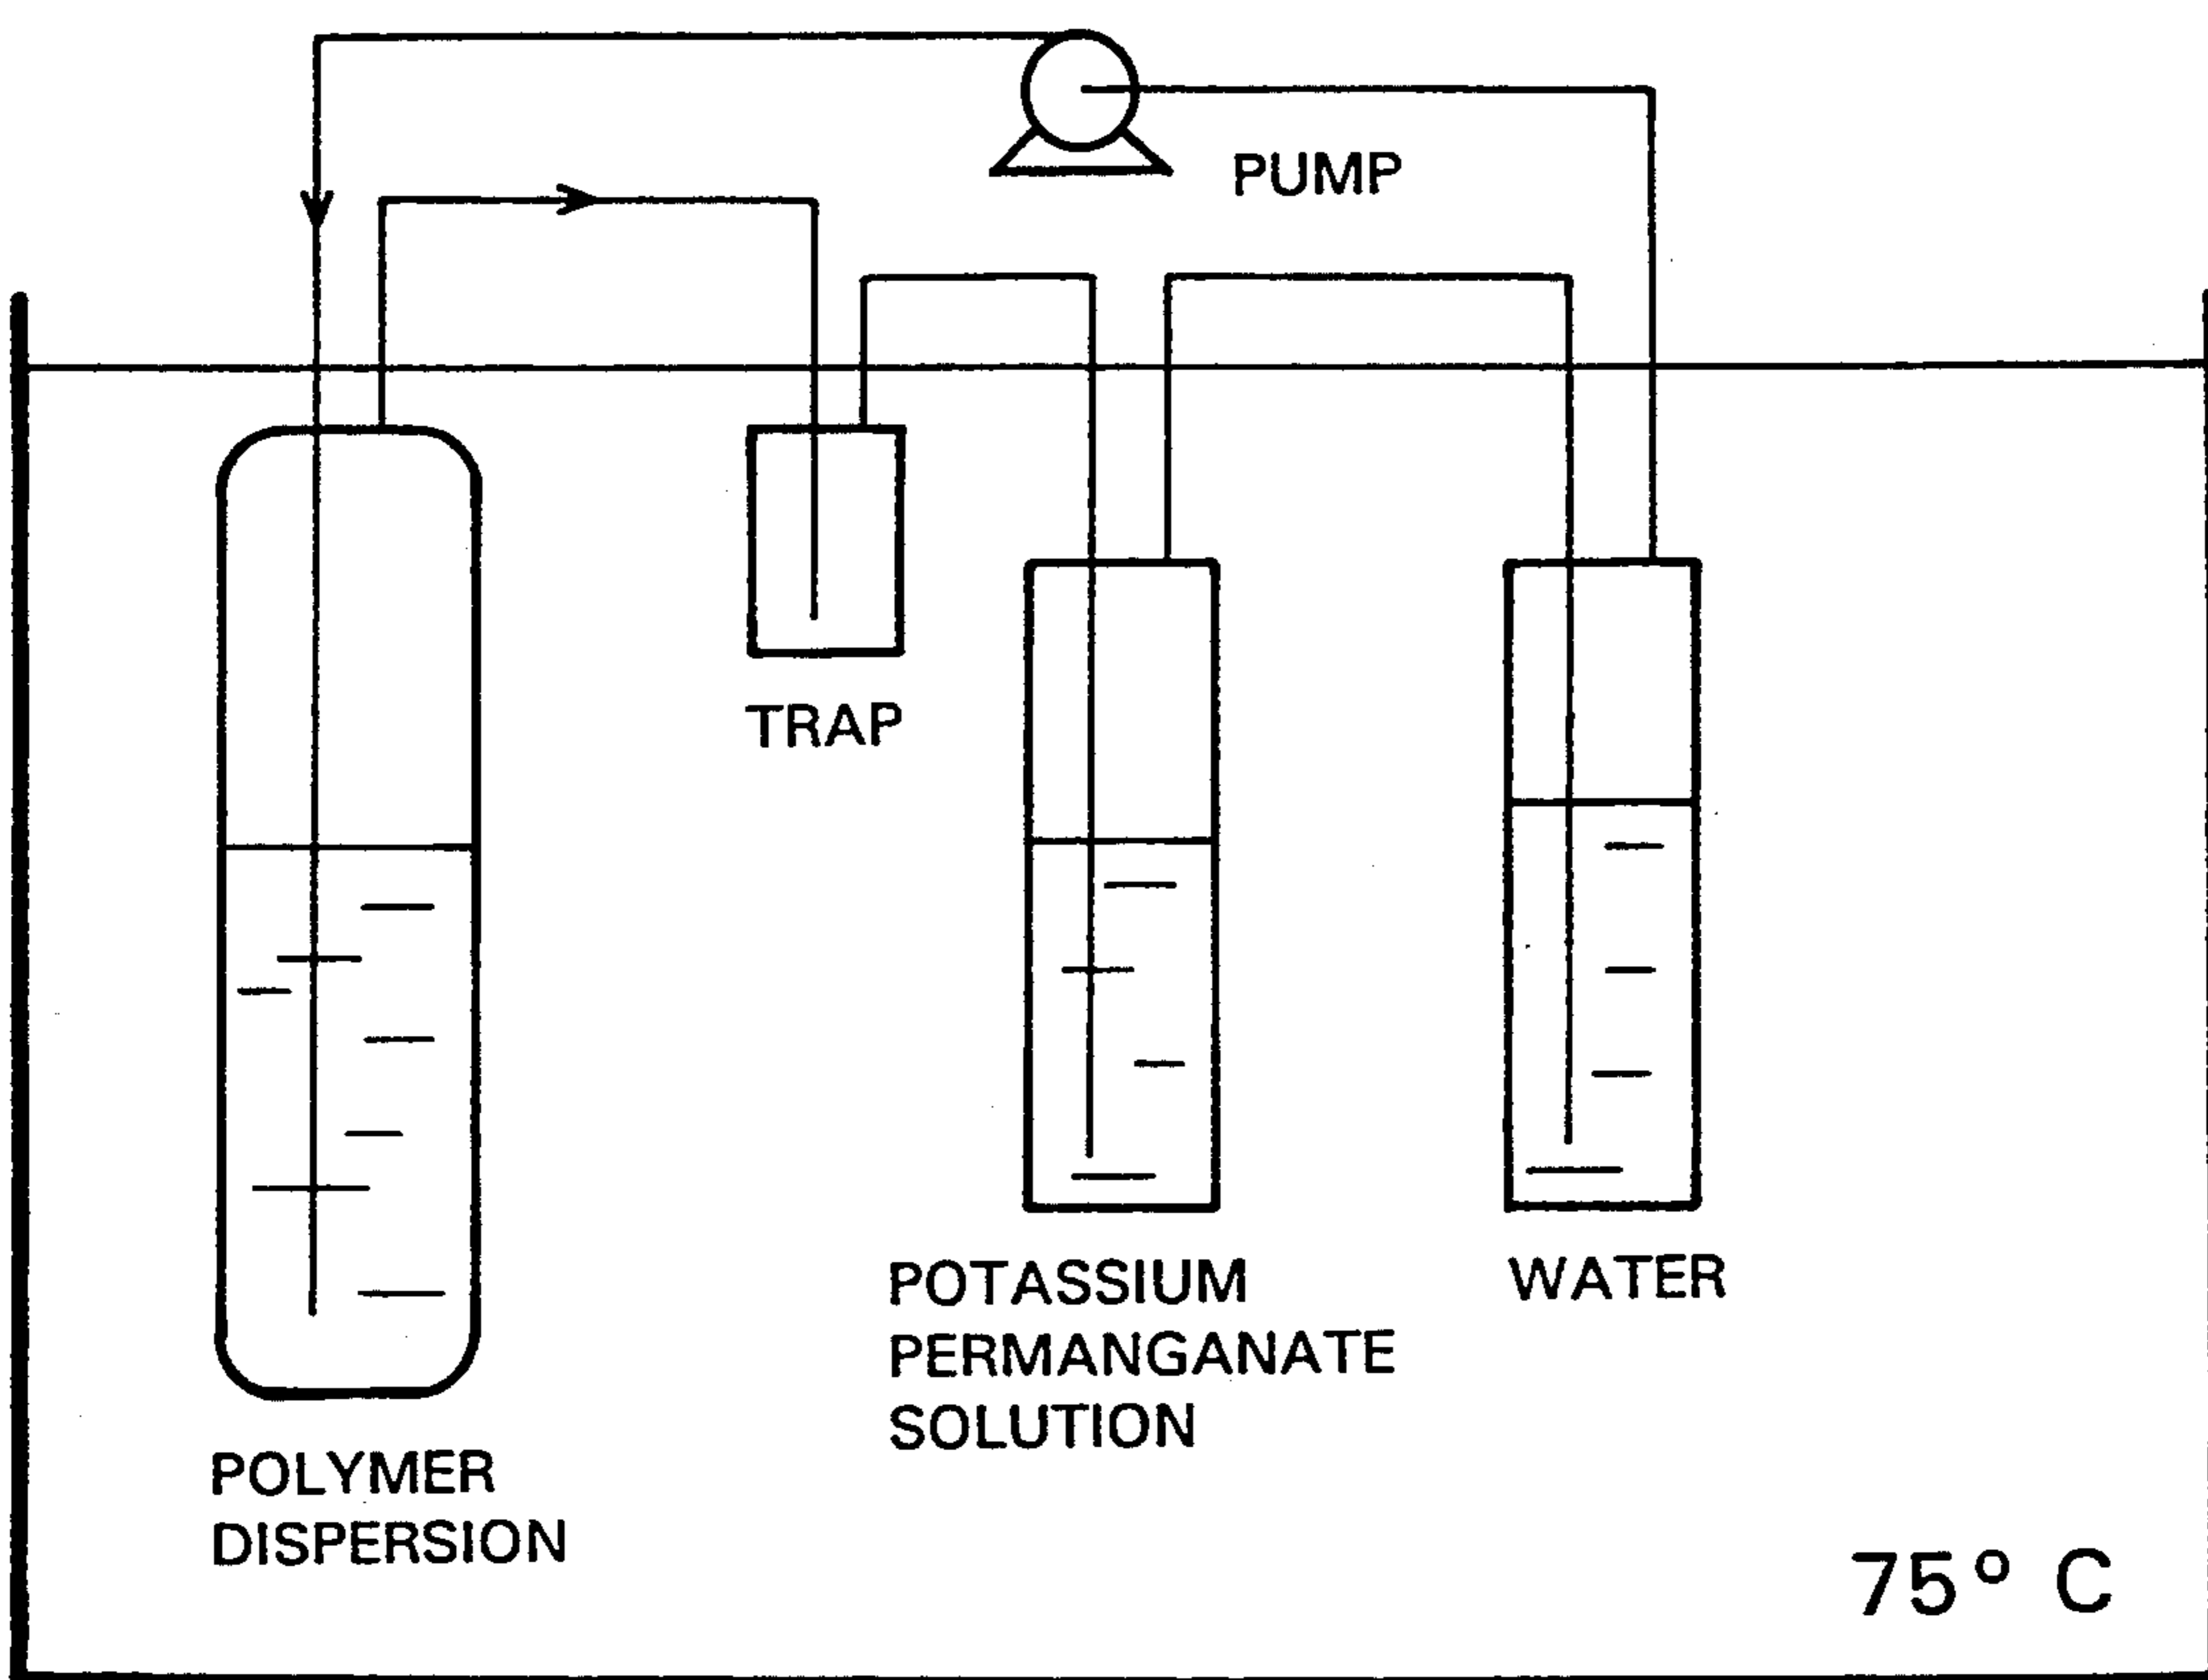 PUMP
TRAP
POTASSIUM
PERMANGANATE
SOLUTION
WATER
POLYMER
DISPERSION
75° C